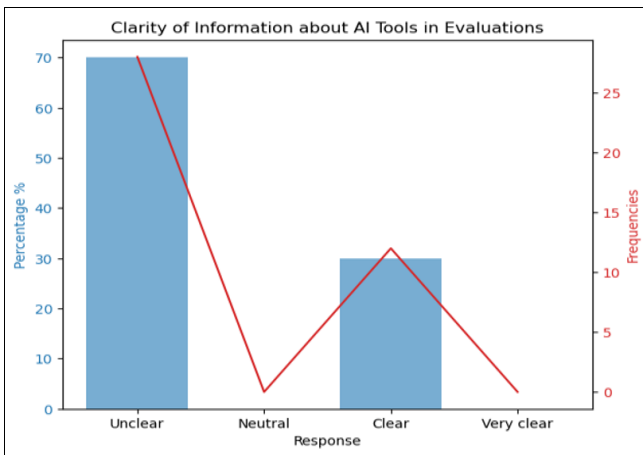 Clarity of Information about AI Tools in Evaluations
Percentage %
70
60
50
40
30
20
10
0
25
20
15
10
5
0
Frequencies
Unclear Neutral Clear Very clear
Response